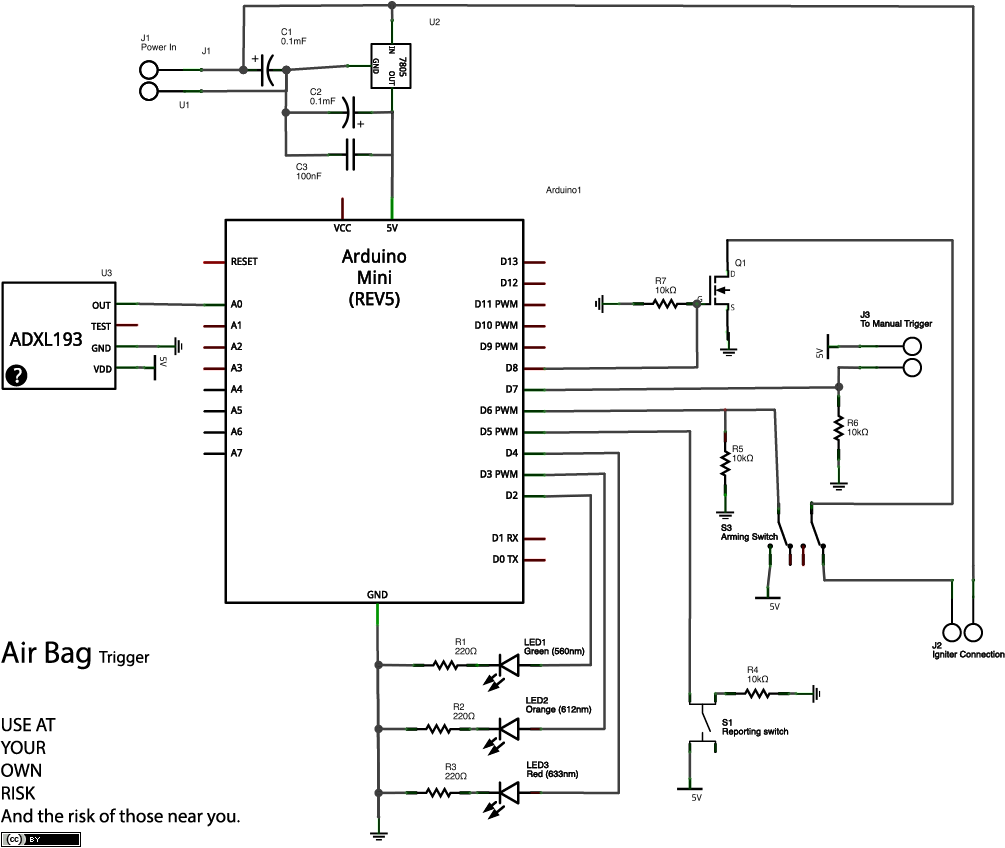 U2
J1
Power In
J1
C1
0.1mF
+
IN
GND
7805
OUT
U1
C2
0.1mF
+
C3
100nF
Arduino1
VCC
5V
Arduino
Mini
(REV5)
RESET
A0
A1
A2
A3
A4
A5
A6
A7
D13
D12
D11 PWM
D10 PWM
D9 PWM
D8
D7
D6 PWM
D5 PWM
D4
D3 PWM
D2
D1 RX
D0 TX
GND
U3
ADXL193
?
OUT
TEST
GND
VDD
5V
Q1
D
G
S
R7
10kΩ
J3
To Manual Trigger
5V
R6
10kΩ
R5
10kΩ
S3
Arming Switch
5V
J2
Igniter Connection
R4
10kΩ
S1
Reporting switch
5V
R1
220Ω
LED1
Green (560nm)
R2
220Ω
LED2
Orange (612nm)
R3
220Ω
LED3
Red (633nm)
Air Bag Trigger
USE AT
YOUR
OWN
RISK
And the risk of those near you.
(cc) BY